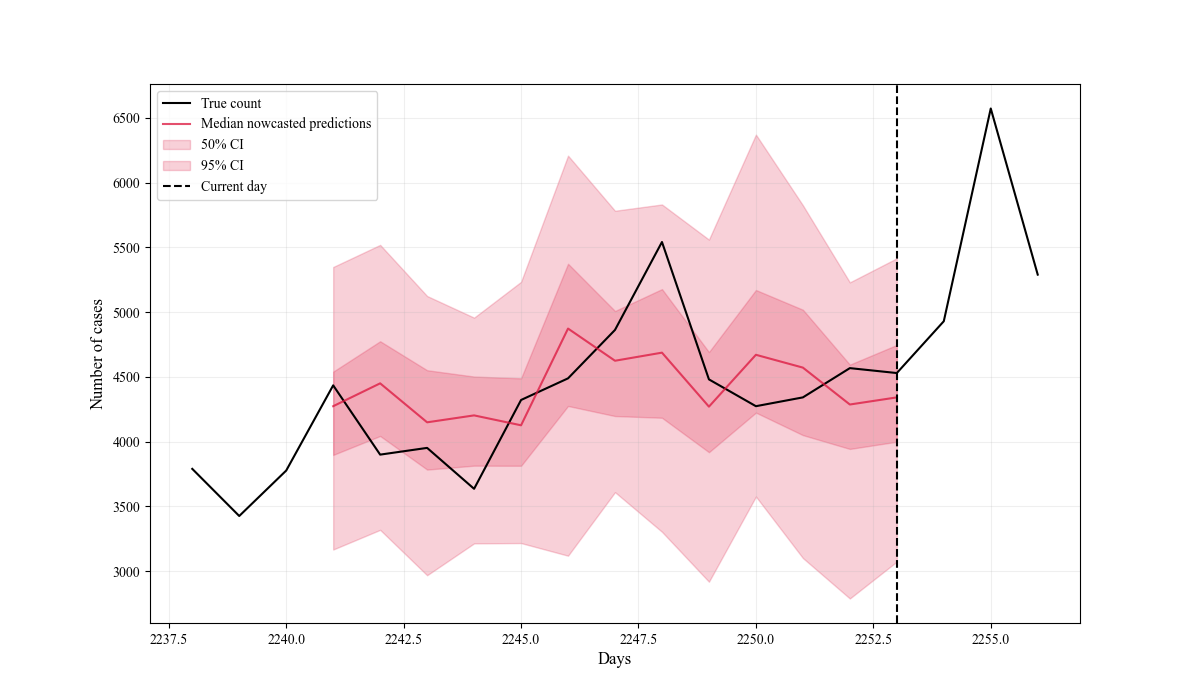 True count
Median nowcasted predictions
50% CI
95% CI
Current day
6500
6000
5500
5000
4500
4000
3500
3000
Number of cases
2237.5 2240.0 2242.5 2245.0 2247.5 2250.0 2252.5 2255.0
Days